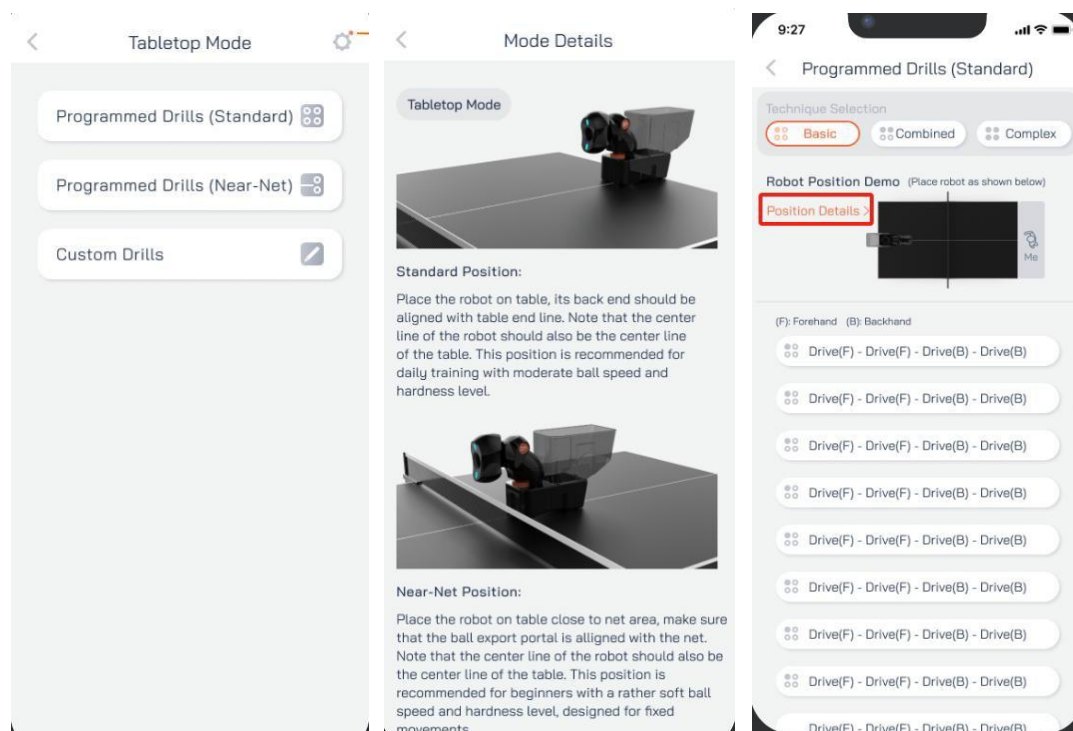 Tabletop Mode
Programmed Drills (Standard)
Programmed Drills (Near-Net)
Custom Drills
Mode Details
Tabletop Mode
Standard Position:
Place the robot on table, its back end should be
aligned with table end line. Note that the center
line of the robot should also be the center line
of the table. This position is recommended for
daily training with moderate ball speed and
hardness level.
Near-Net Position:
Place the robot on table close to net area, make sure
that the ball export portal is alligned with the net.
Note that the center line of the robot should also be
the center line of the table. This position is
recommended for beginners with a rather soft ball
speed and hardness level, designed for fixed
movements
9:27
Programmed Drills (Standard)
Technique Selection
Basic
Combined
Complex
Robot Position Demo (Place robot as shown below)
Position Details >
Me
(F): Forehand (B): Backhand
Drive(F) - Drive(F) - Drive(B) - Drive(B)
Drive(F) - Drive(F) - Drive(B) - Drive(B)
Drive(F) - Drive(F) - Drive(B) - Drive(B)
Drive(F) - Drive(F) - Drive(B) - Drive(B)
Drive(F) - Drive(F) - Drive(B) - Drive(B)
Drive(F) - Drive(F) - Drive(B) - Drive(B)
Drive(F) - Drive(F) - Drive(B) - Drive(B)
Drive(F) - Drive(F) - Drive(B) - Drive(B)
Drive(F) - Drive(F) - Drive(B) - Drive(B)